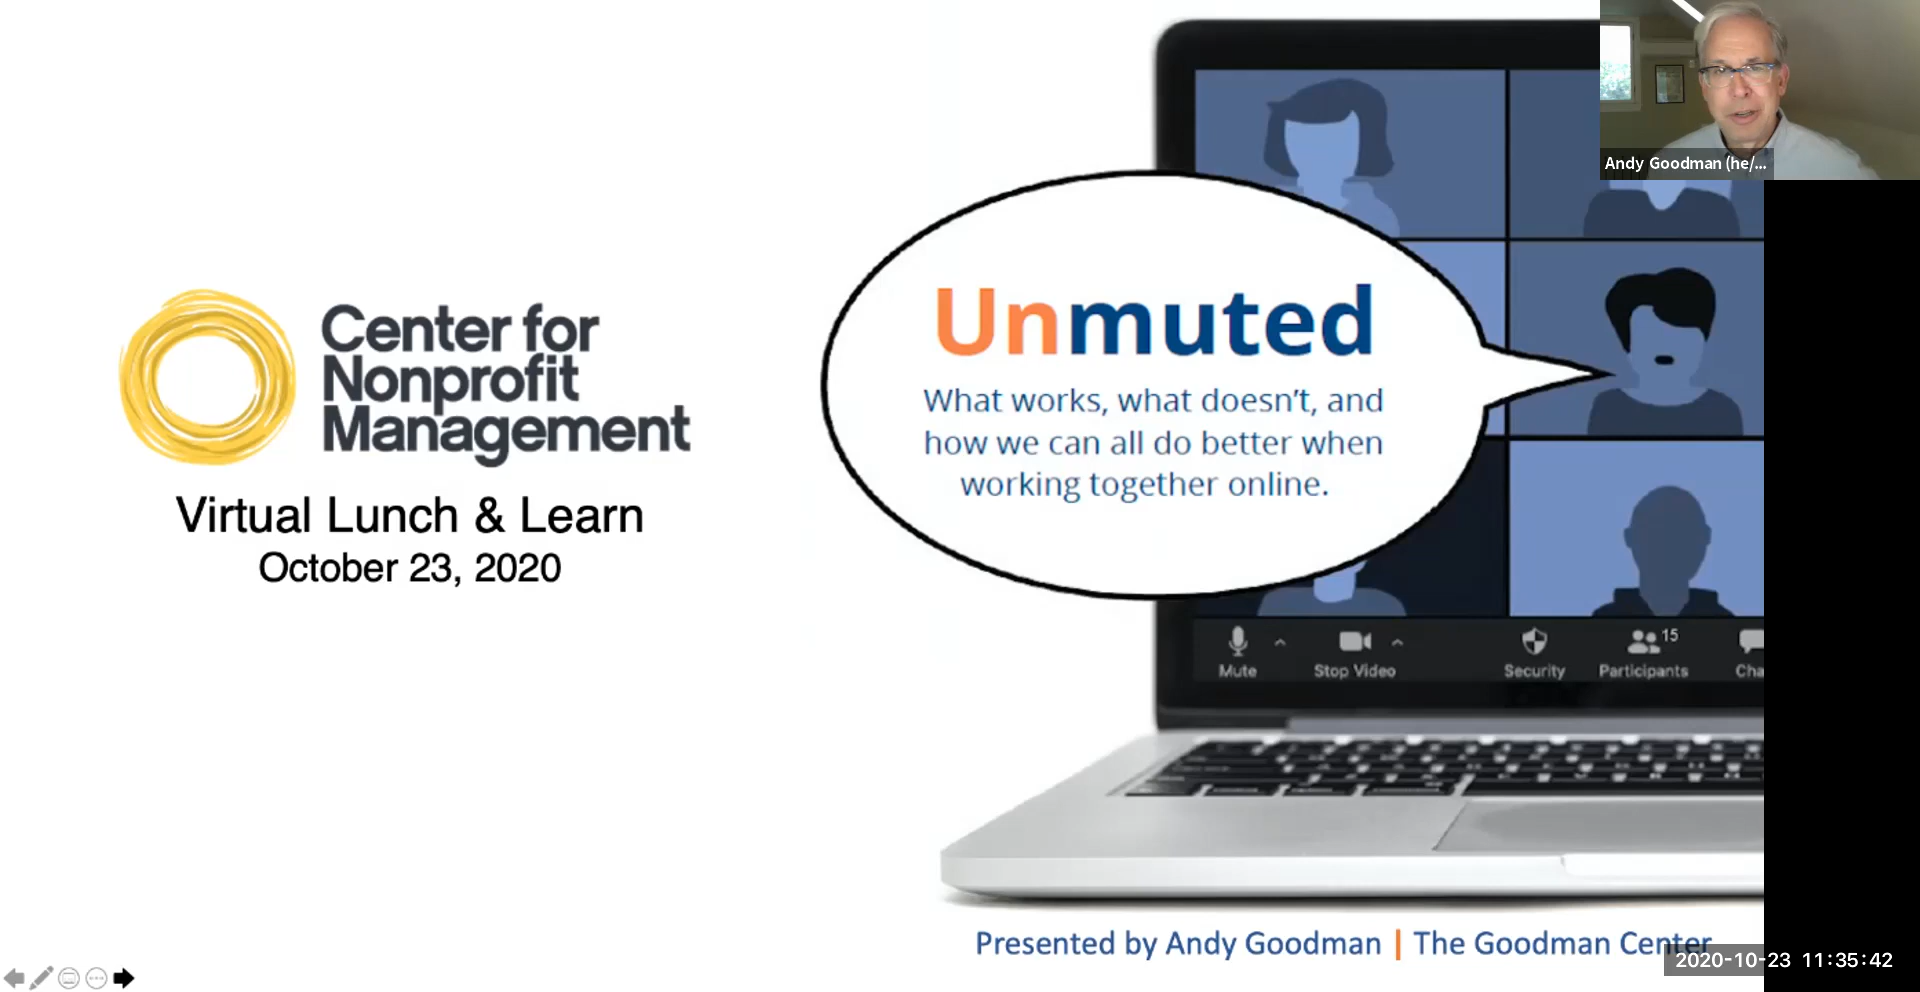 Andy Goodman (he/...
Center for
Nonprofit
Management
Virtual Lunch & Learn
October 23, 2020
Unmuted
What works, what doesn't, and
how we can all do better when
working together online.
Mute
Stop Video
Security
15
Participants
Cha
Presented by Andy Goodman | The Goodman Center
2020-10-23 11:35:42